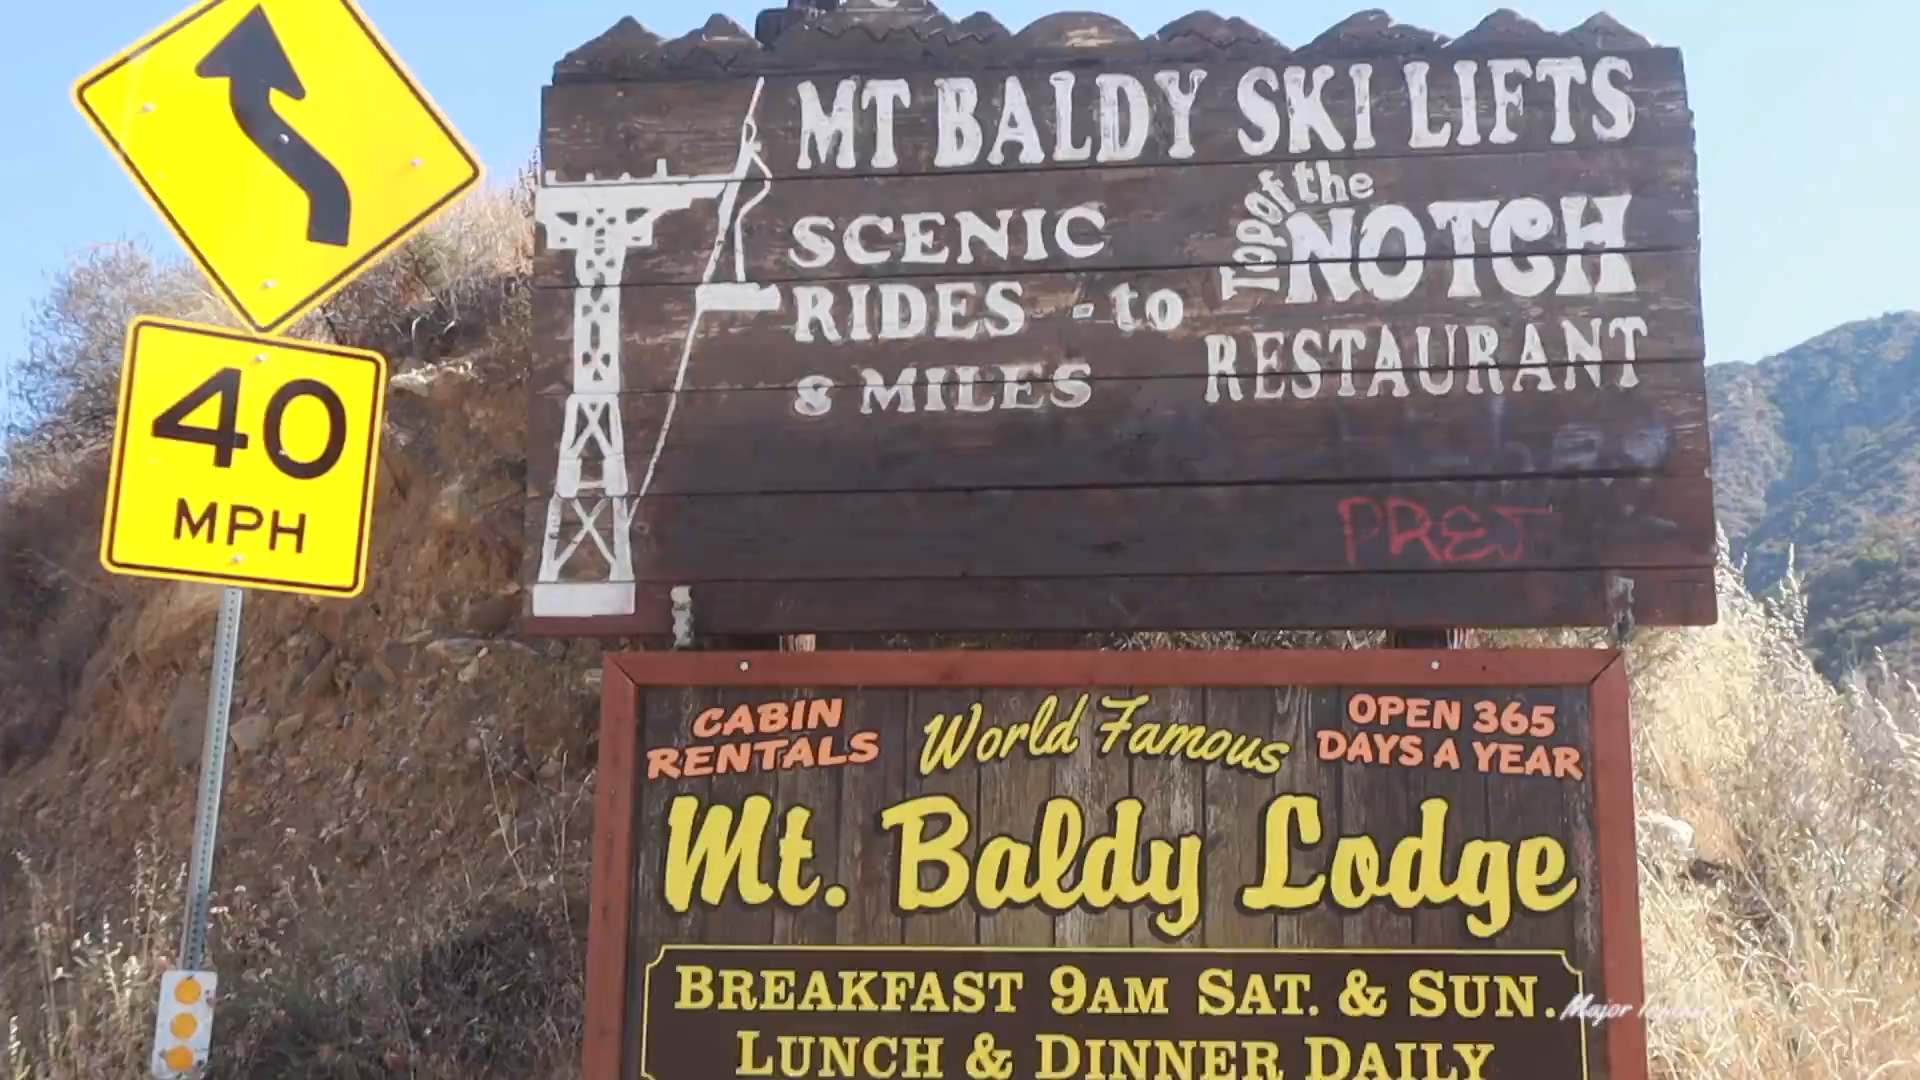 MT BALDY SKI LIFTS
SCENIC
RIDES - to
8 MILES
Top of the
NOTCH
RESTAURANT
40
MPH
CABIN
RENTALS
World Famous
OPEN 365
DAYS A YEAR
Mt. Baldy Lodge
BREAKFAST 9AM SAT. & SUN.
LUNCH & DINNER DAILY
Major